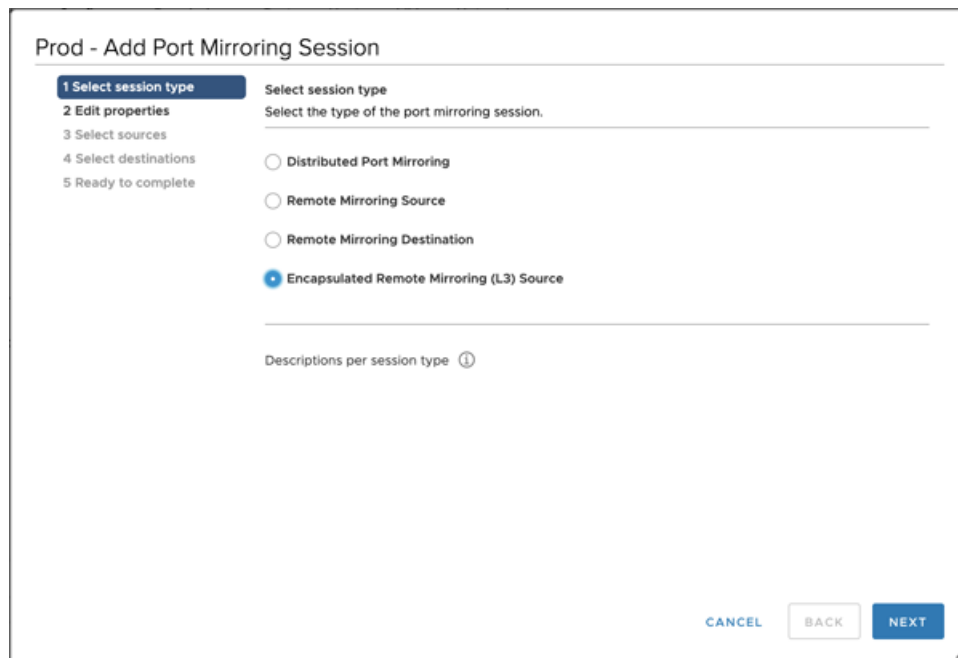 Prod - Add Port Mirroring Session
1 Select session type
2 Edit properties
3 Select sources
4 Select destinations
5 Ready to complete
Select session type
Select the type of the port mirroring session.
Distributed Port Mirroring
Remote Mirroring Source
Remote Mirroring Destination
Encapsulated Remote Mirroring (L3) Source
Descriptions per session type
CANCEL
BACK
NEXT